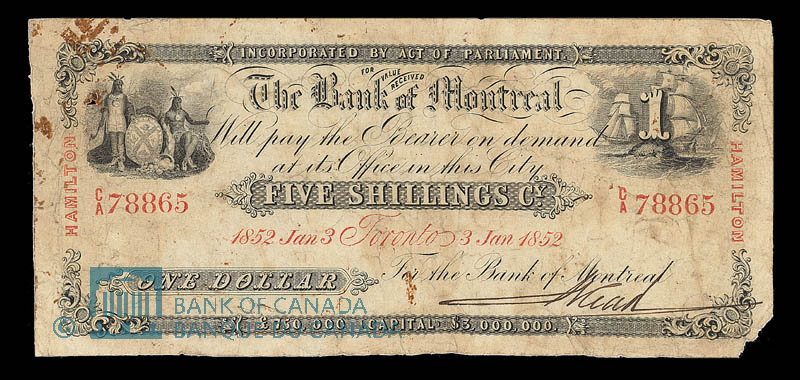 INCORPORATED BY ACT OF PARLIAMENT.
FOR VALUE RECEIVED
The Bank of Montreal
1
Will pay the Bearer on demand
at its Office in this City
FIVE SHILLINGS CY.
HAMILTON
HAMILTON
C/A 78865
C/A 78865
1852 Jan 3 Toronto 3 Jan 1852
ONE DOLLAR
For the Bank of Montreal
£750,000. CAPITAL. $3,000,000.
© BANK OF CANADA
BANQUE DU CANADA